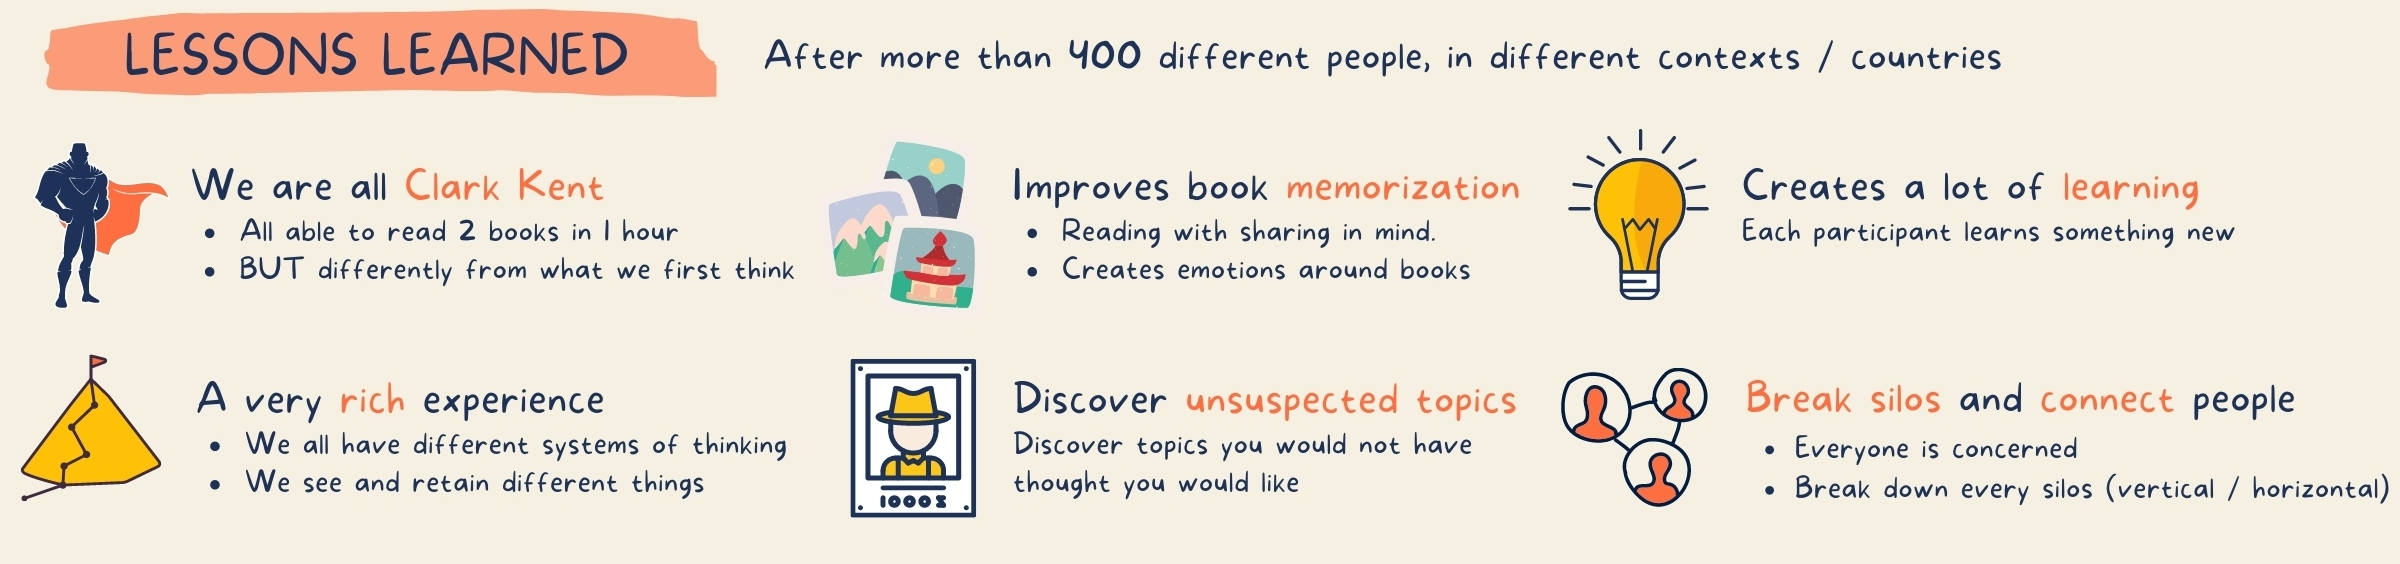 LESSONS LEARNED
After more than 400 different people, in different contexts / countries
We are all Clark Kent
• All able to read 2 books in 1 hour
• BUT differently from what we first think
Improves book memorization
• Reading with sharing in mind.
• Creates emotions around books
Creates a lot of learning
Each participant learns something new
A very rich experience
• We all have different systems of thinking
• We see and retain different things
Discover unsuspected topics
Discover topics you would not have
thought you would like
Break silos and connect people
• Everyone is concerned
• Break down every silos (vertical / horizontal)